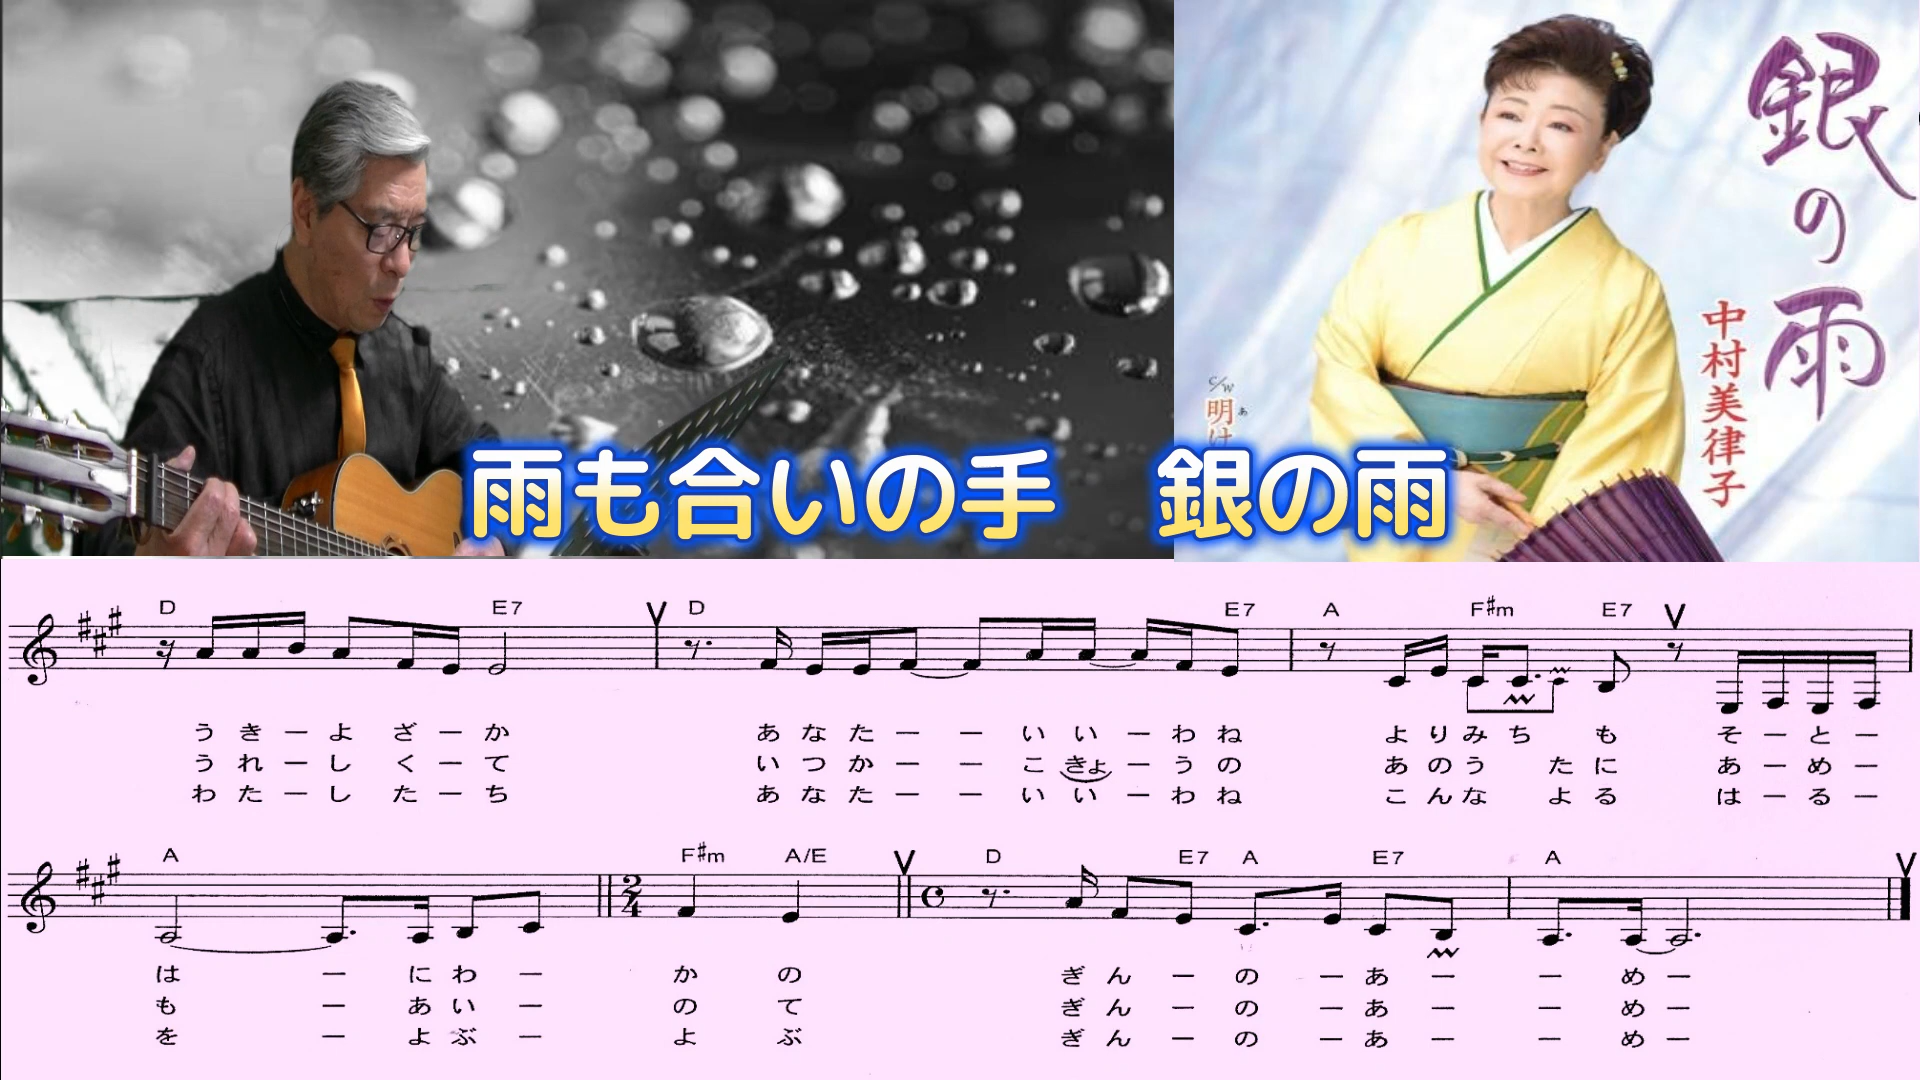 銀の雨
中村美律子
c/w
明け
あ
雨も合いの手 銀の雨
D E7 V D E7 A F#m E7 V
うきーよざーか あなたーーいいーわね よりみちも そーとー
うれーしくーて いつかーーこきょーうの あのうたに あーめー
わたーしたーち あなたーーいいーわね こんなよる はーるー
A F#m A/E V D E7 A E7 A V
2/4 C
はーにわーかの ぎんーのーあーーめー
もーあいーのて ぎんーのーあーーめー
をーよぶーよぶ ぎんーのーあーーめー